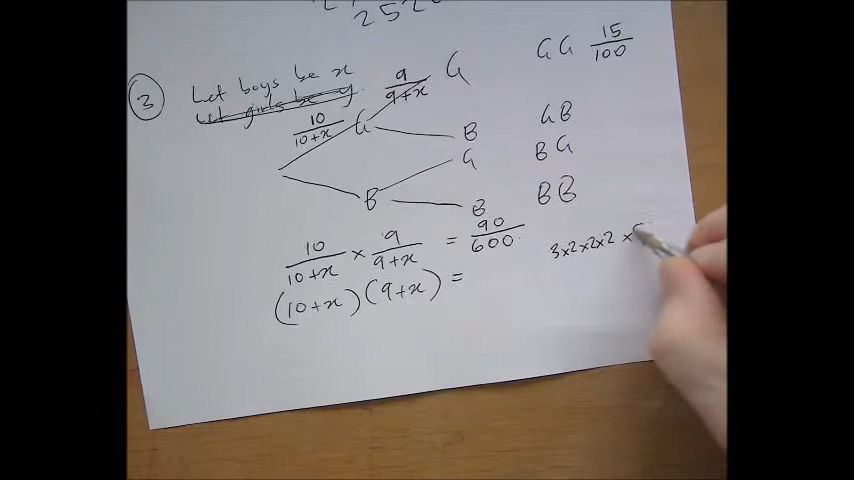 2520
3 Let boys be x
Let girls be y
10/10+x G 9/9+x G
B
B G
B
GG 15/100
GB
BG
BB
10/10+x × 9/9+x = 90/600
(10+x)(9+x) =
3×2×2×2 ×